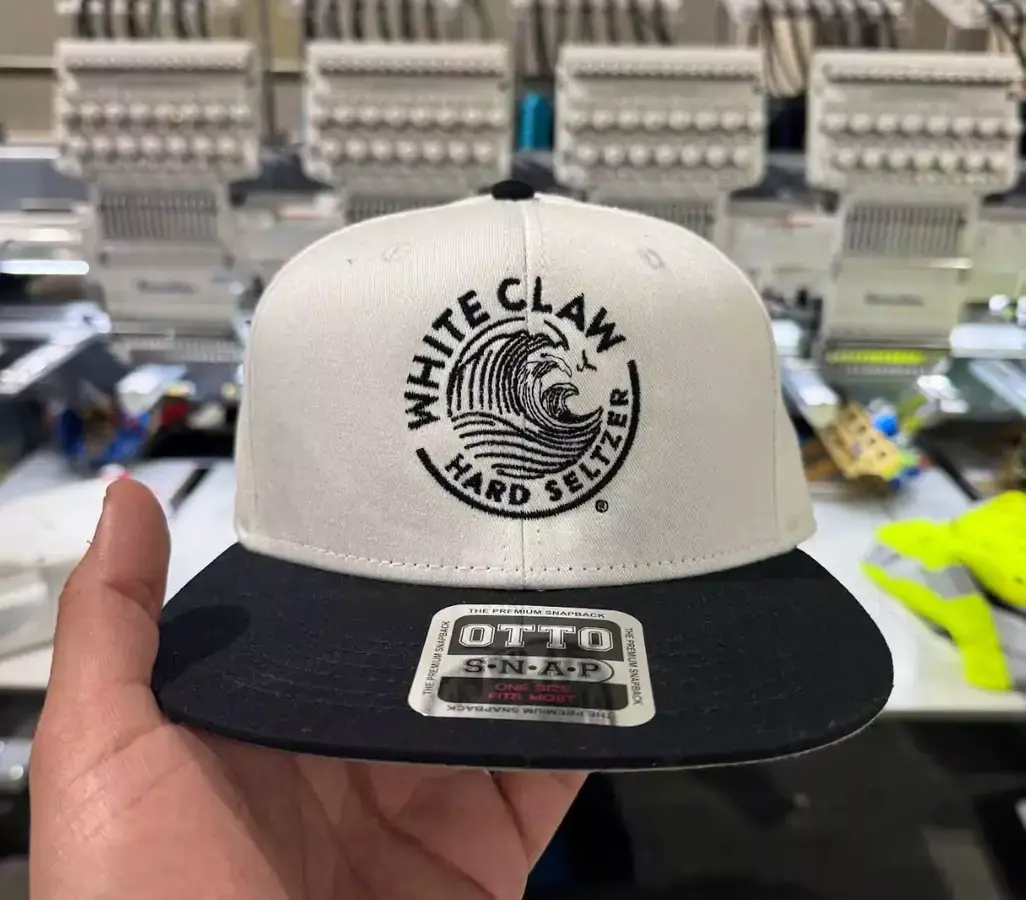 WHITE CLAW
HARD SELTZER
®
THE PREMIUM SNAPBACK
THE PREMIUM SNAPBACK
OTTO
THE PREMIUM SNAPBACK
S·N·A·P
ONE SIZE
FITS MOST
THE PREMIUM SNAPBACK